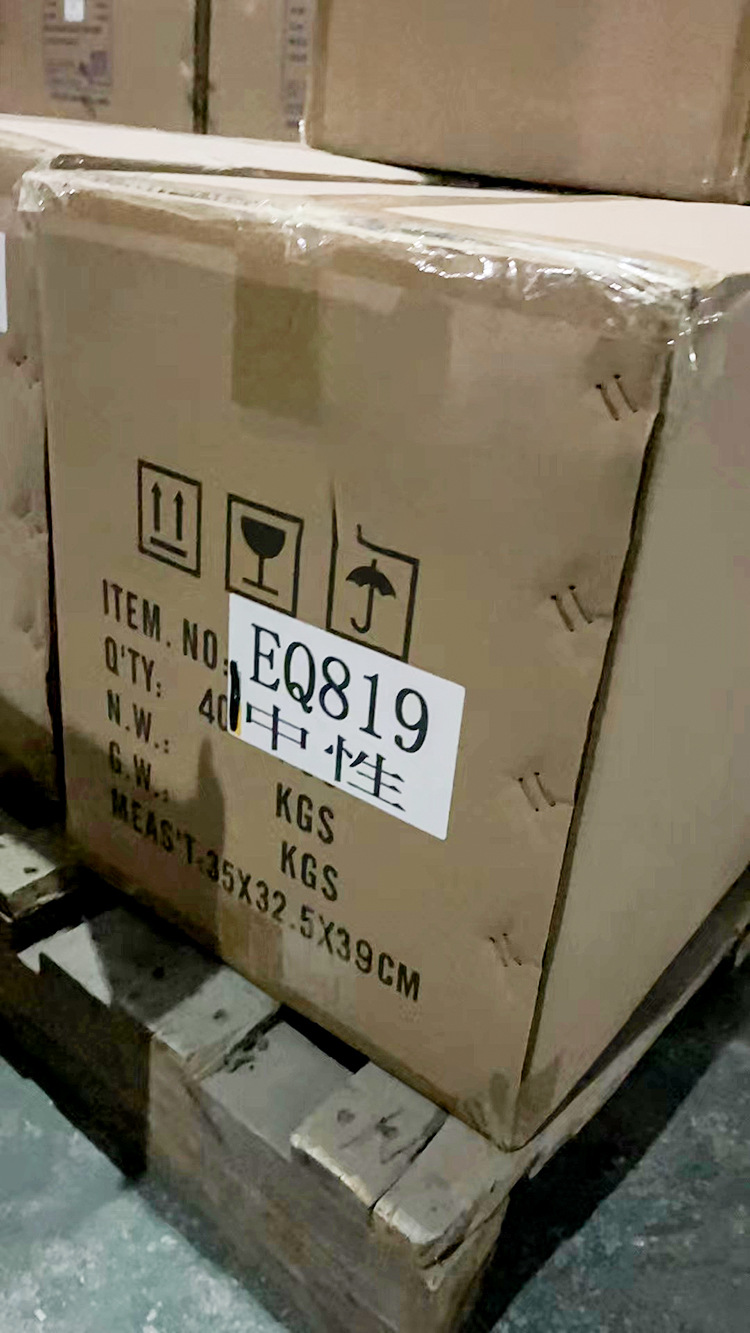 ITEM. NO:
EQ819
Q'TY: 40
中性
N.W.: KGS
G.W.: KGS
MEAS'T:35X32.5X39CM